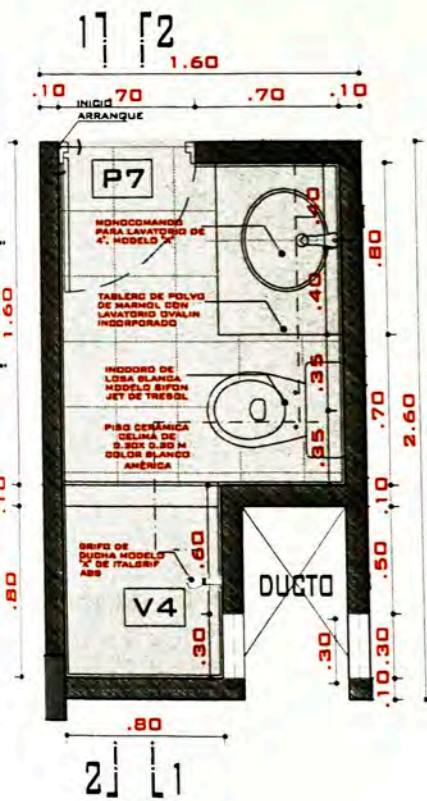 1 2
1.60
.10 .70 .70 .10
INICIO
ARRANQUE
P7
MONOCOMANDO
PARA LAVATORIO DE
4", MODELO "X"
.40
.80
1.60
TABLERO DE POLVO
DE MARMOL CON
LAVATORIO OVALIN
INCORPORADO
.40
.35
INODORO DE
LOSA BLANCA
MODELO SIFON
JET DE TRESOL
.70
2.60
PISO CERAMICA
CELIMA DE
0.30X 0.30 M
COLOR BLANCO
AMÉRICA
.35
.10
.10
GRIFO DE
DUCHA MODELO
"X" DE ITALGRIF
ABS
.60
.50
DUCTO
.80
V4
.30
.30
.30
.10
.80
2 1